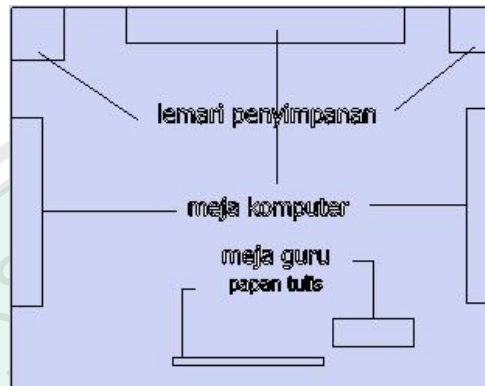 lemari penyimpanan
meja komputer
meja guru
papan tulis